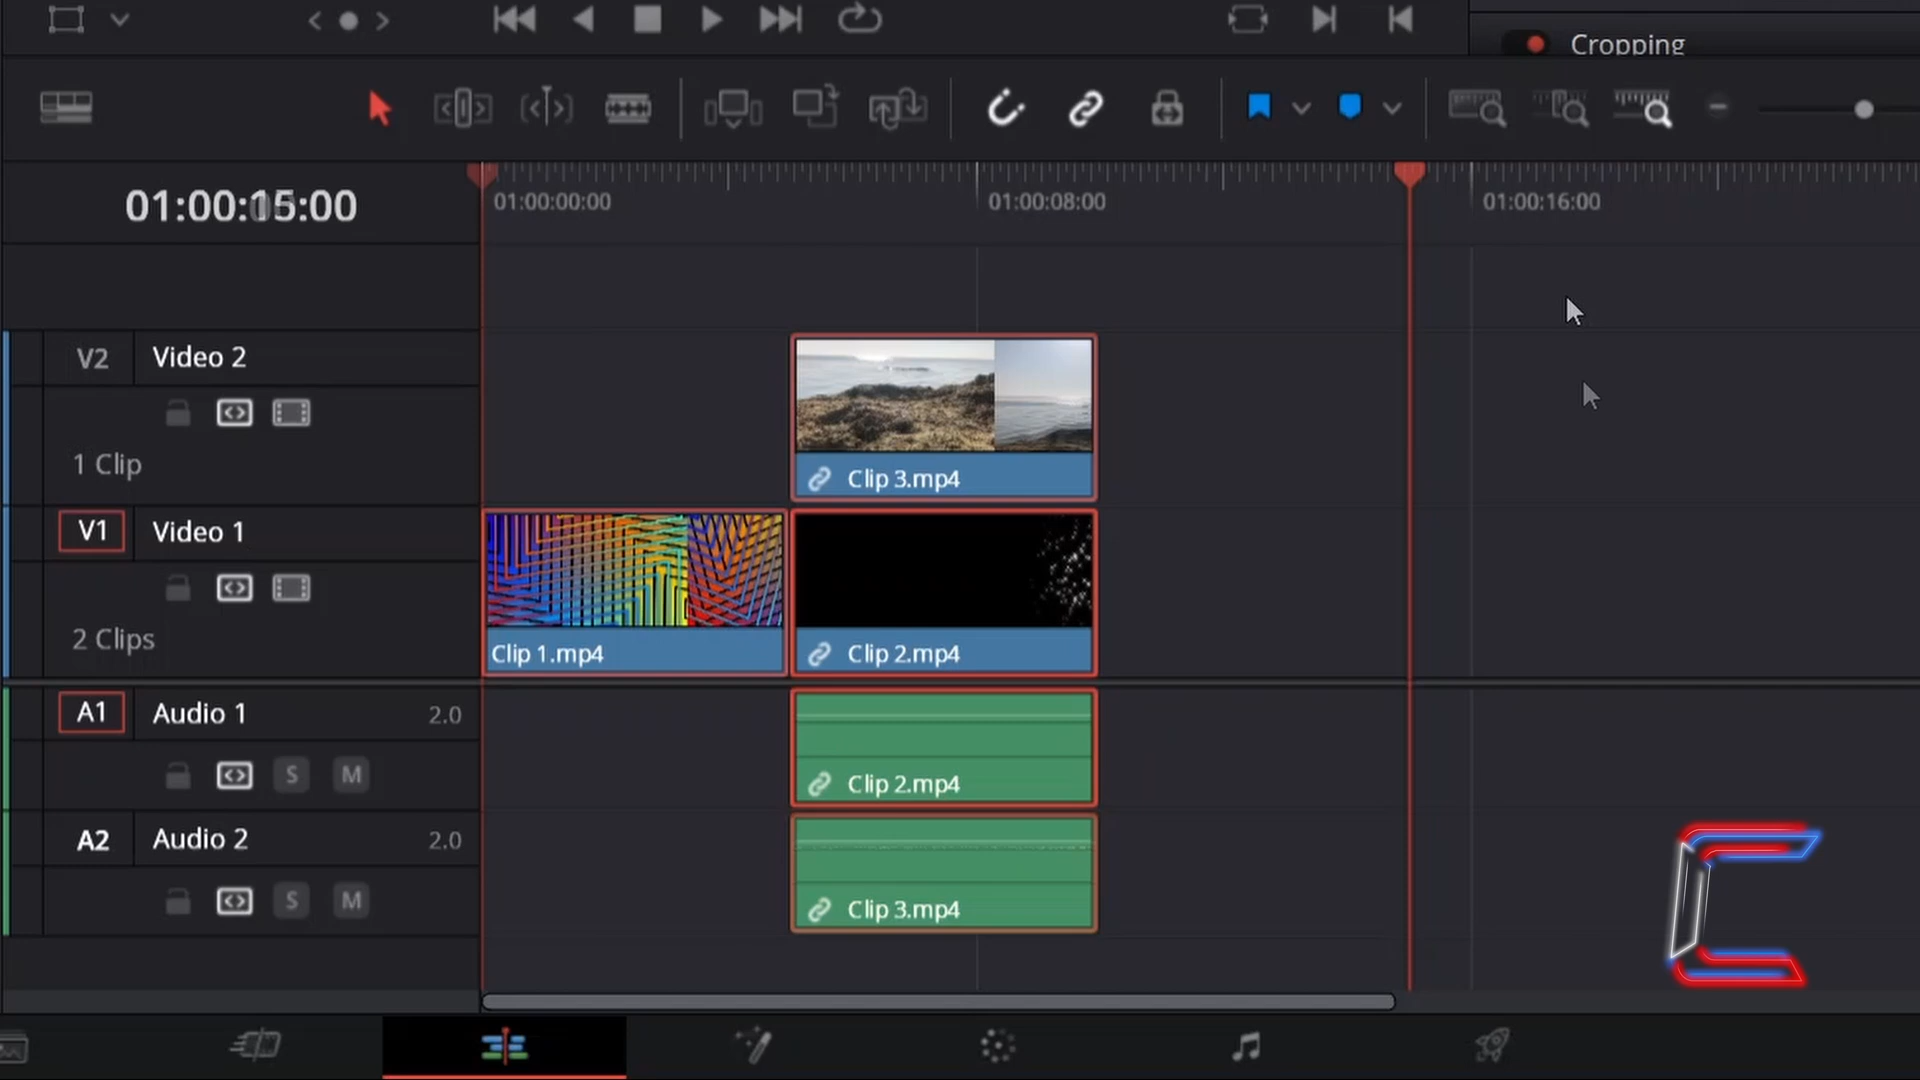 Cropping
01:00:15:00
01:00:00:00
01:00:08:00
01:00:16:00
V2 Video 2
1 Clip
Clip 3.mp4
V1 Video 1
2 Clips
Clip 1.mp4
Clip 2.mp4
A1 Audio 1 2.0
S M
Clip 2.mp4
A2 Audio 2 2.0
S M
Clip 3.mp4